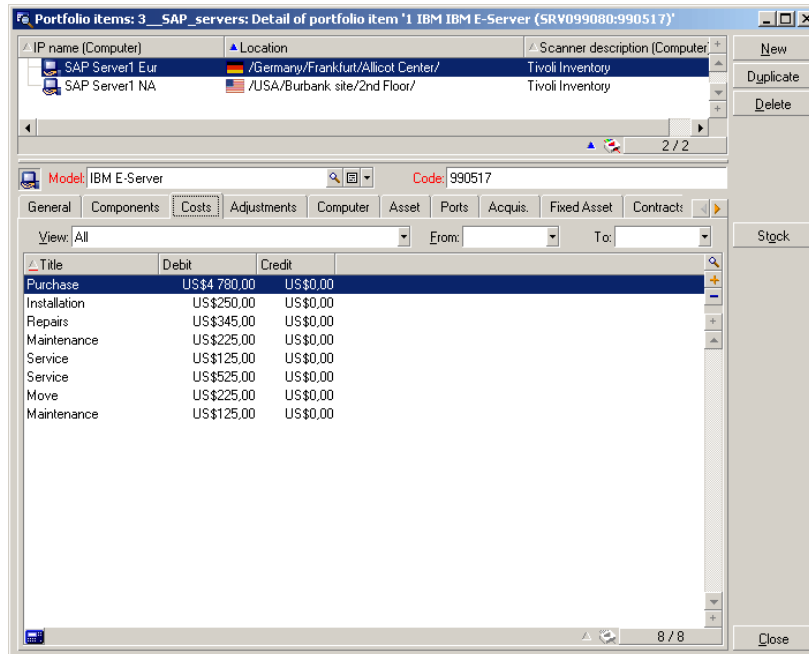 Portfolio items: 3__SAP_servers: Detail of portfolio item '1 IBM IBM E-Server (SRV099080:990517)'
IP name (Computer) Location Scanner description (Computer
SAP Server1 Eur /Germany/Frankfurt/Allicot Center/ Tivoli Inventory
SAP Server1 NA /USA/Burbank site/2nd Floor/ Tivoli Inventory
2 / 2
New
Duplicate
Delete
Model: IBM E-Server Code: 990517
General Components Costs Adjustments Computer Asset Ports Acquis. Fixed Asset Contracts
View: All From: To:
Stock
Title Debit Credit
Purchase US$4 780,00 US$0,00
Installation US$250,00 US$0,00
Repairs US$345,00 US$0,00
Maintenance US$225,00 US$0,00
Service US$125,00 US$0,00
Service US$525,00 US$0,00
Move US$225,00 US$0,00
Maintenance US$125,00 US$0,00
8 / 8
Close